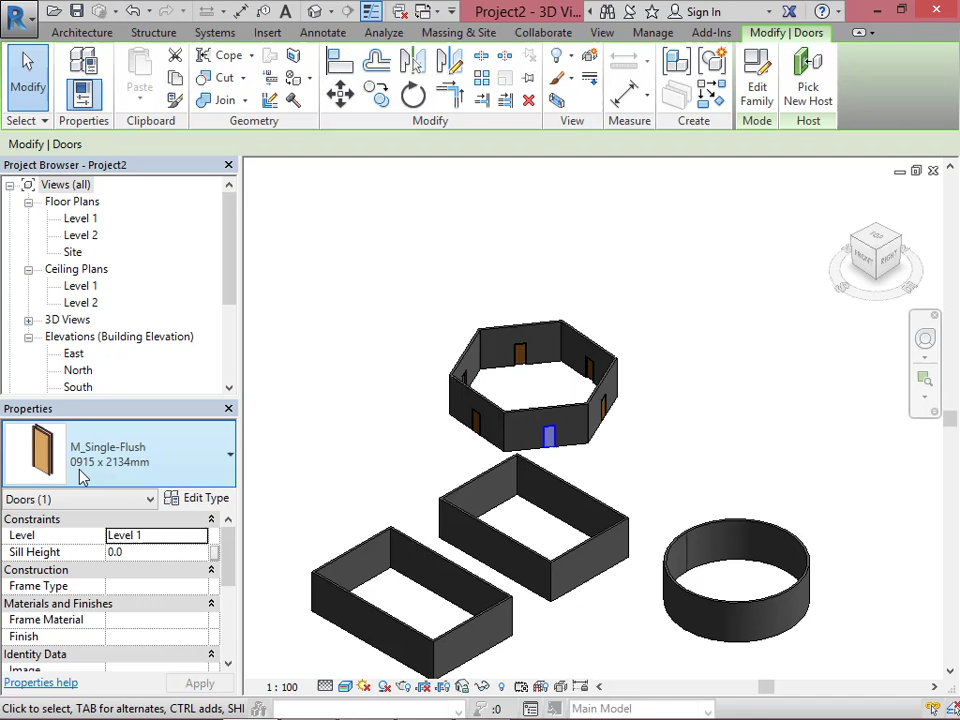 Project2 - 3D Vi... Sign In
Architecture Structure Systems Insert Annotate Analyze Massing & Site Collaborate View Manage Add-Ins Modify | Doors
Modify Paste Cope Cut Join Edit Family Pick New Host
Select Properties Clipboard Geometry Modify View Measure Create Mode Host
Modify | Doors
Project Browser - Project2
Views (all)
Floor Plans
Level 1
Level 2
Site
Ceiling Plans
Level 1
Level 2
3D Views
Elevations (Building Elevation)
East
North
South
Properties
M_Single-Flush
0915 x 2134mm
Doors (1) Edit Type
Constraints
Level Level 1
Sill Height 0.0
Construction
Frame Type
Materials and Finishes
Frame Material
Finish
Identity Data
Image
Properties help Apply
TOP
FRONT RIGHT
1 : 100
Click to select, TAB for alternates, CTRL adds, SHI :0 Main Model